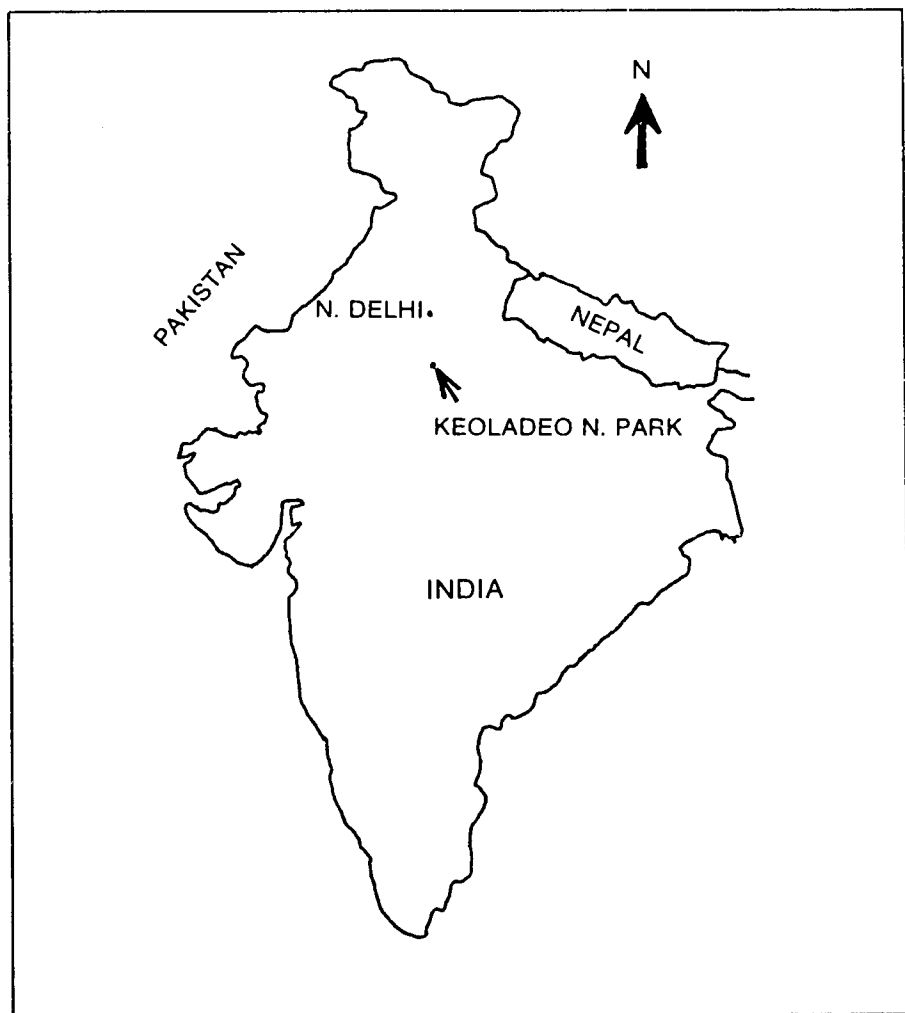 N
PAKISTAN
N. DELHI
NEPAL
KEOLADEO N. PARK
INDIA